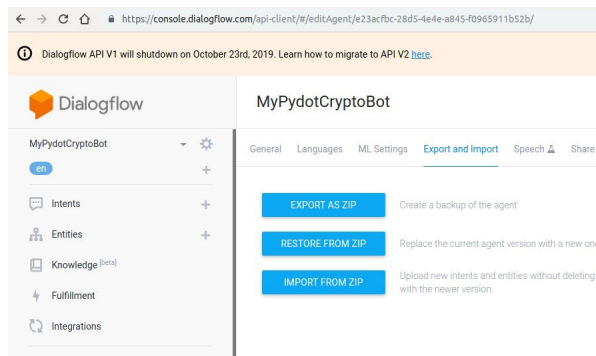 https://console.dialogflow.com/api-client/#/editAgent/e23acfbc-28d5-4e4e-a845-f0965911b52b/
Dialogflow API V1 will shutdown on October 23rd, 2019. Learn how to migrate to API V2 here.
Dialogflow
MyPydotCryptoBot
MyPydotCryptoBot
en
General Languages ML Settings Export and Import Speech Share
Intents
Entities
Knowledge [beta]
Fulfillment
Integrations
EXPORT AS ZIP Create a backup of the agent
RESTORE FROM ZIP Replace the current agent version with a new one
IMPORT FROM ZIP Upload new intents and entities without deleting
with the newer version.